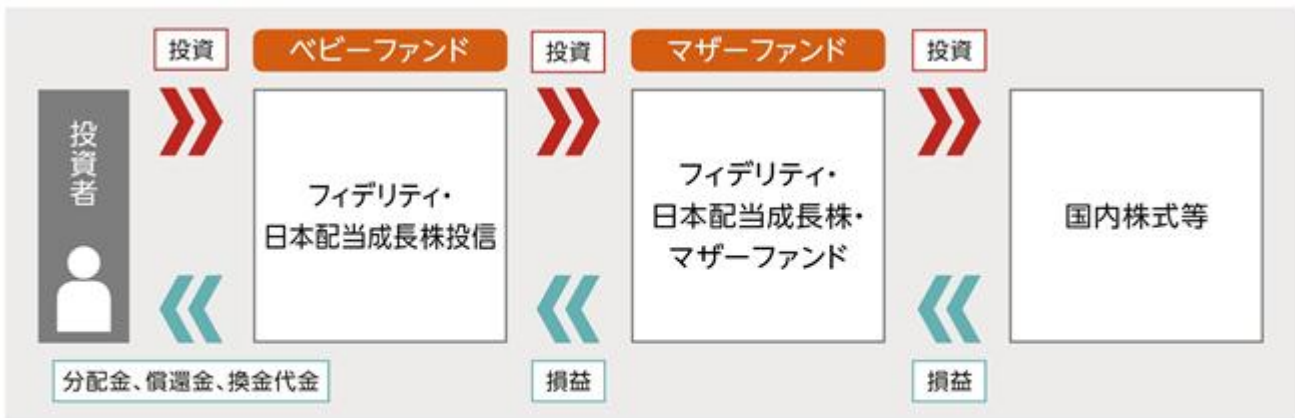 投資
ベビーファンド
投資
マザーファンド
投資
投資者
フィデリティ・
日本配当成長株投信
フィデリティ・
日本配当成長株・
マザーファンド
国内株式等
分配金、償還金、換金代金
損益
損益